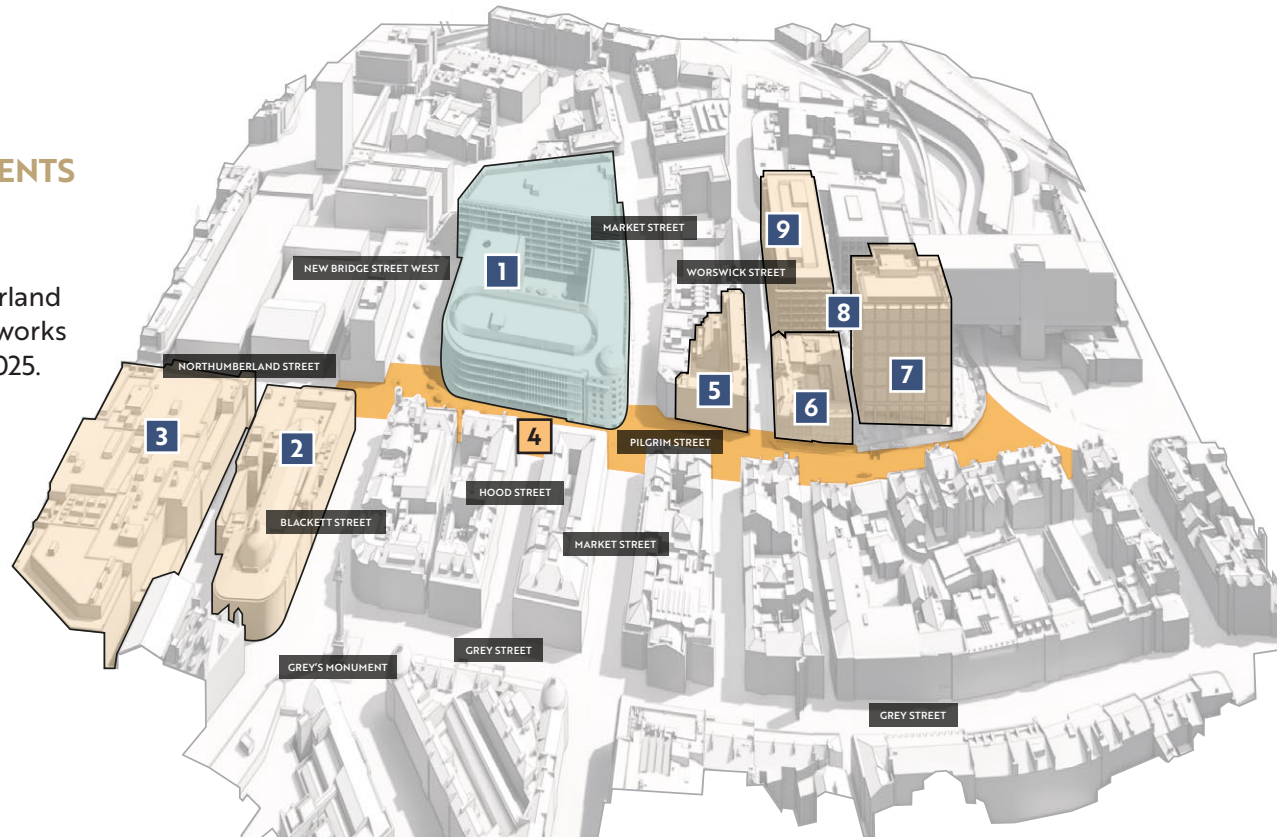 ENTS
rland
works
025.
MARKET STREET
9
NEW BRIDGE STREET WEST
1
WORSWICK STREET
8
NORTHUMBERLAND STREET
7
5
6
3
2
4
PILGRIM STREET
HOOD STREET
BLACKETT STREET
MARKET STREET
GREY STREET
GREY'S MONUMENT
GREY STREET